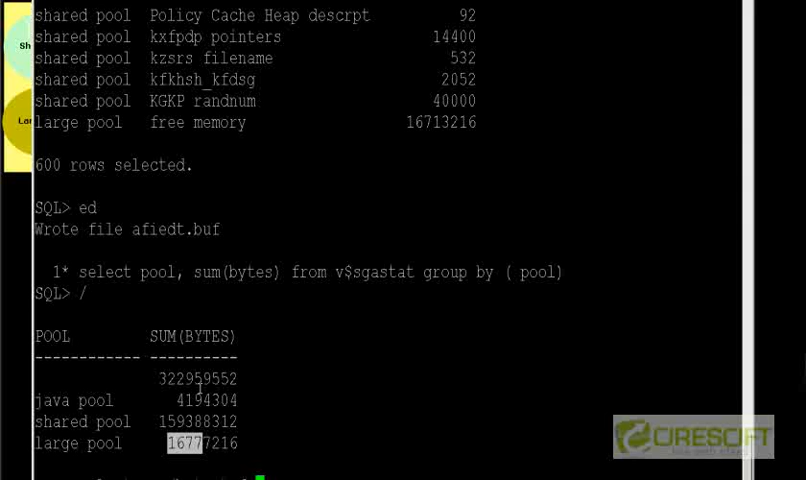 shared pool Policy Cache Heap descrpt 92
shared pool kxfpdp pointers 14400
shared pool kzsrs filename 532
shared pool kfkhsh_kfdsg 2052
shared pool KGKP randnum 40000
large pool free memory 16713216
600 rows selected.
SQL> ed
Wrote file afiedt.buf
1* select pool, sum(bytes) from v$sgastat group by ( pool)
SQL> /
POOL SUM(BYTES)
------------ ----------
322959552
java pool 4194304
shared pool 159388312
large pool 16777216
Sh
Lar